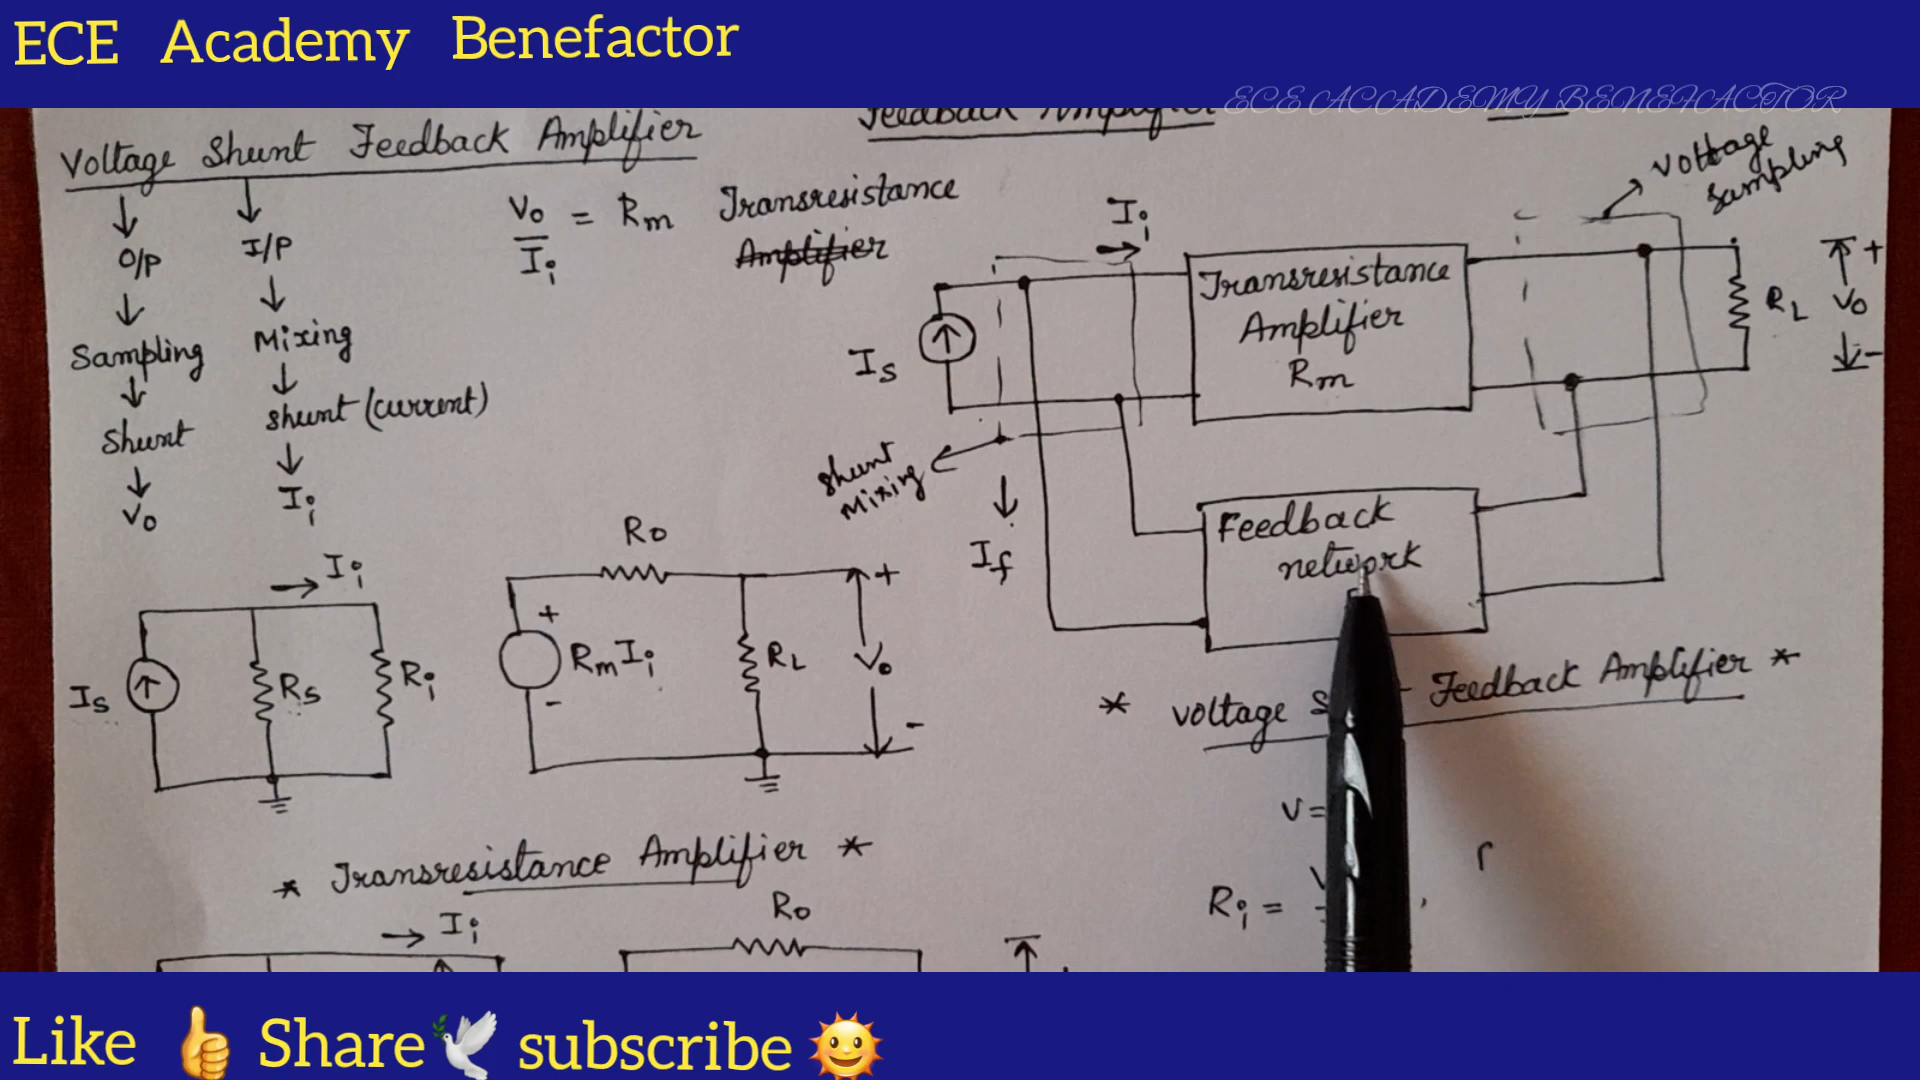 ECE Academy Benefactor
ECE ACCADEMY BENEFACTOR
Feedback Amplifier
Voltage Shunt Feedback Amplifier
O/P
I/P
Sampling
Mixing
Shunt
shunt (current)
Vo
Ii
Vo
= Rm Transresistance
Ii
Amplifier
Ii
Voltage
Sampling
Is
Transresistance
Amplifier
Rm
RL
+
Vo
-
shunt
Mixing
If
Feedback
network
* Voltage S Feedback Amplifier *
V =
Ri =
Ii
Is
Rs
Ri
Ro
+
RmIi
-
RL
+
Vo
-
* Transresistance Amplifier *
Ii
Ro
Like 👍 Share 🕊 subscribe 🌞